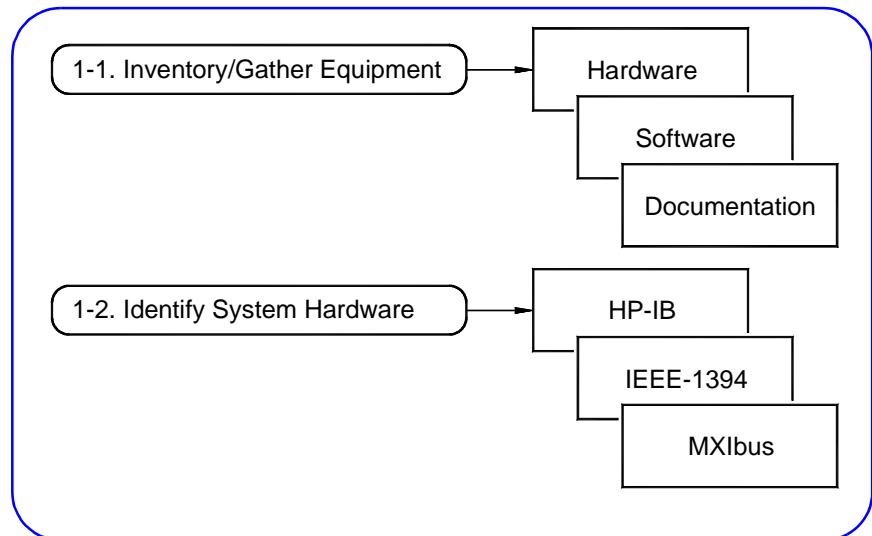 1-1. Inventory/Gather Equipment
Hardware
Software
Documentation
1-2. Identify System Hardware
HP-IB
IEEE-1394
MXIbus